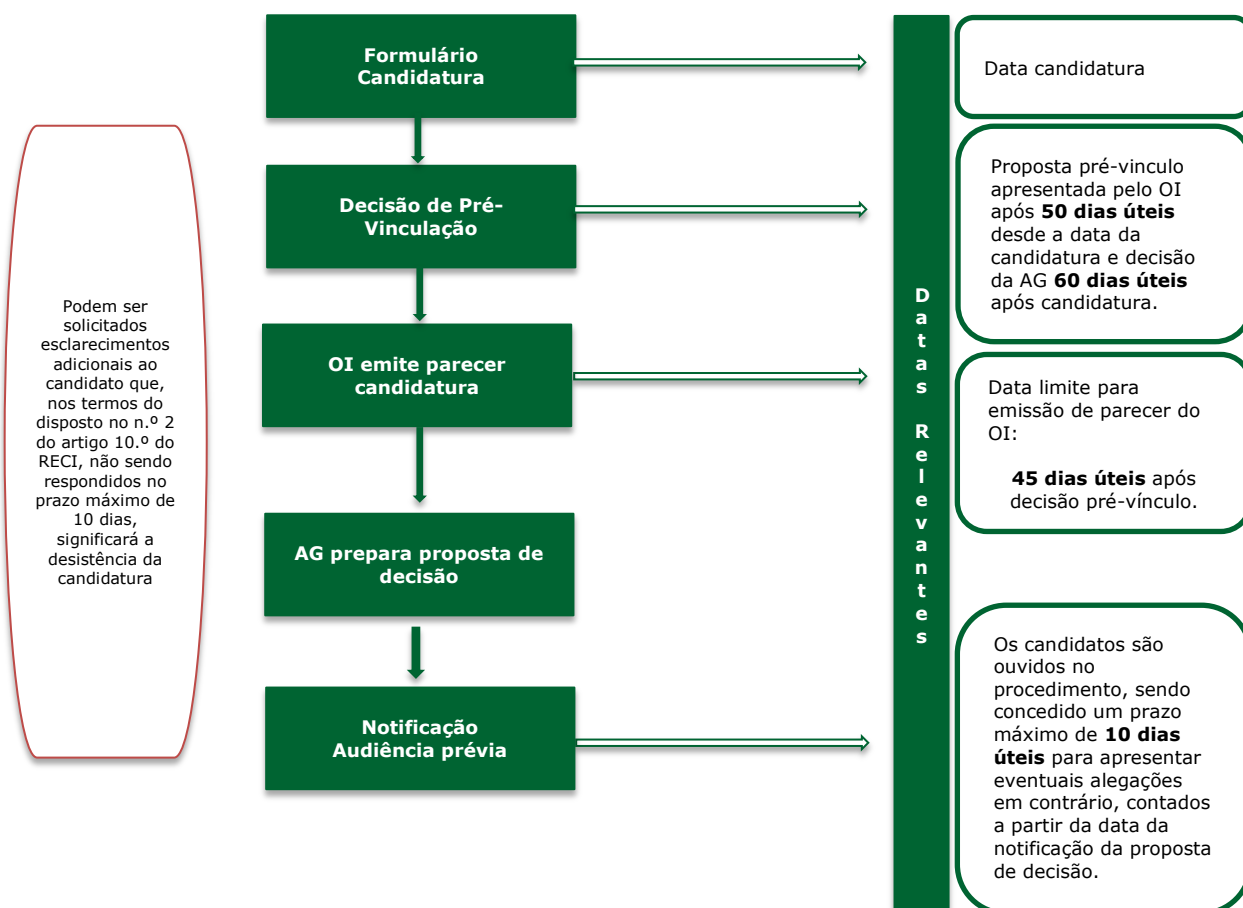 Formulário
Candidatura
Data candidatura
Podem ser
solicitados
esclarecimentos
adicionais ao
candidato que,
nos termos do
disposto no n.º 2
do artigo 10.º do
RECI, não sendo
respondidos no
prazo máximo de
10 dias,
significará a
desistência da
candidatura
Decisão de Pré-
Vinculação
Proposta pré-vinculo
apresentada pelo OI
após 50 dias úteis
desde a data da
candidatura e decisão
da AG 60 dias úteis
após candidatura.
OI emite parecer
candidatura
Data limite para
emissão de parecer do
OI:
45 dias úteis após
decisão pré-vínculo.
AG prepara proposta de
decisão
Notificação
Audiência prévia
Os candidatos são
ouvidos no
procedimento, sendo
concedido um prazo
máximo de 10 dias
úteis para apresentar
eventuais alegações
em contrário, contados
a partir da data da
notificação da proposta
de decisão.
Datas Relevantes